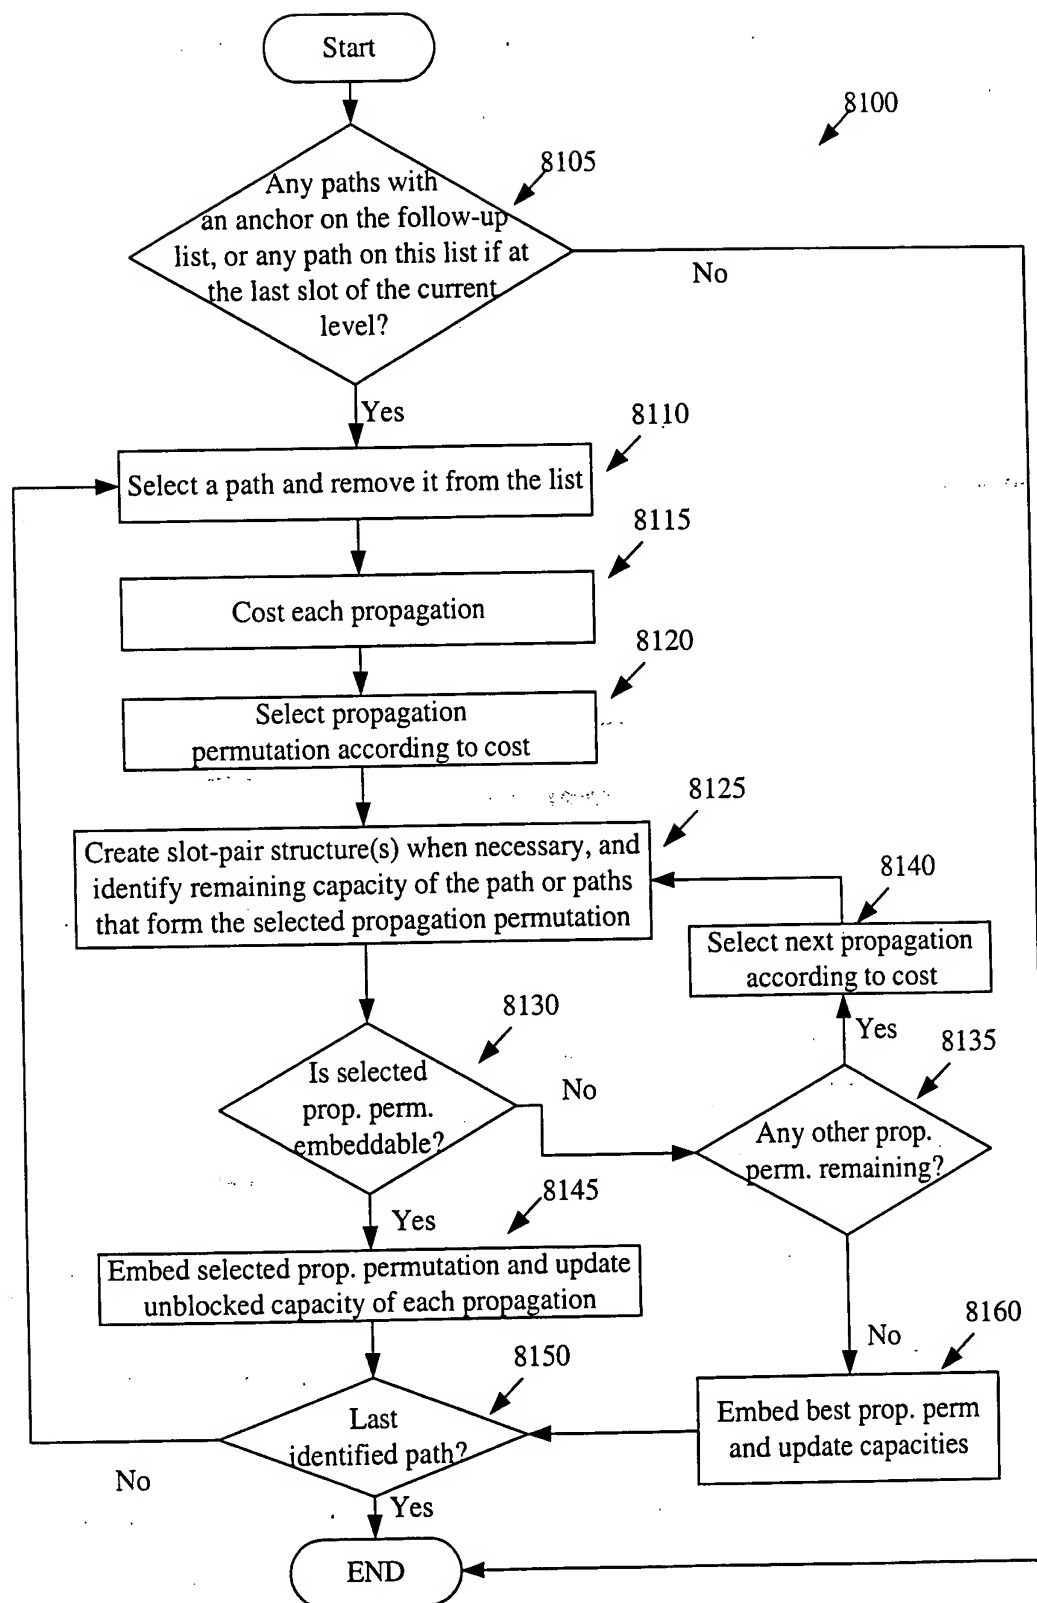 Start
8100
8105
Any paths with
an anchor on the follow-up
list, or any path on this list if at
the last slot of the current
level?
No
Yes
8110
Select a path and remove it from the list
8115
Cost each propagation
8120
Select propagation
permutation according to cost
8125
Create slot-pair structure(s) when necessary, and
identify remaining capacity of the path or paths
that form the selected propagation permutation
8140
Select next propagation
according to cost
Yes
8130
Is selected
prop. perm.
embeddable?
No
8135
Any other prop.
perm. remaining?
Yes
8145
Embed selected prop. permutation and update
unblocked capacity of each propagation
No
8160
Embed best prop. perm
and update capacities
8150
Last
identified path?
No
Yes
END